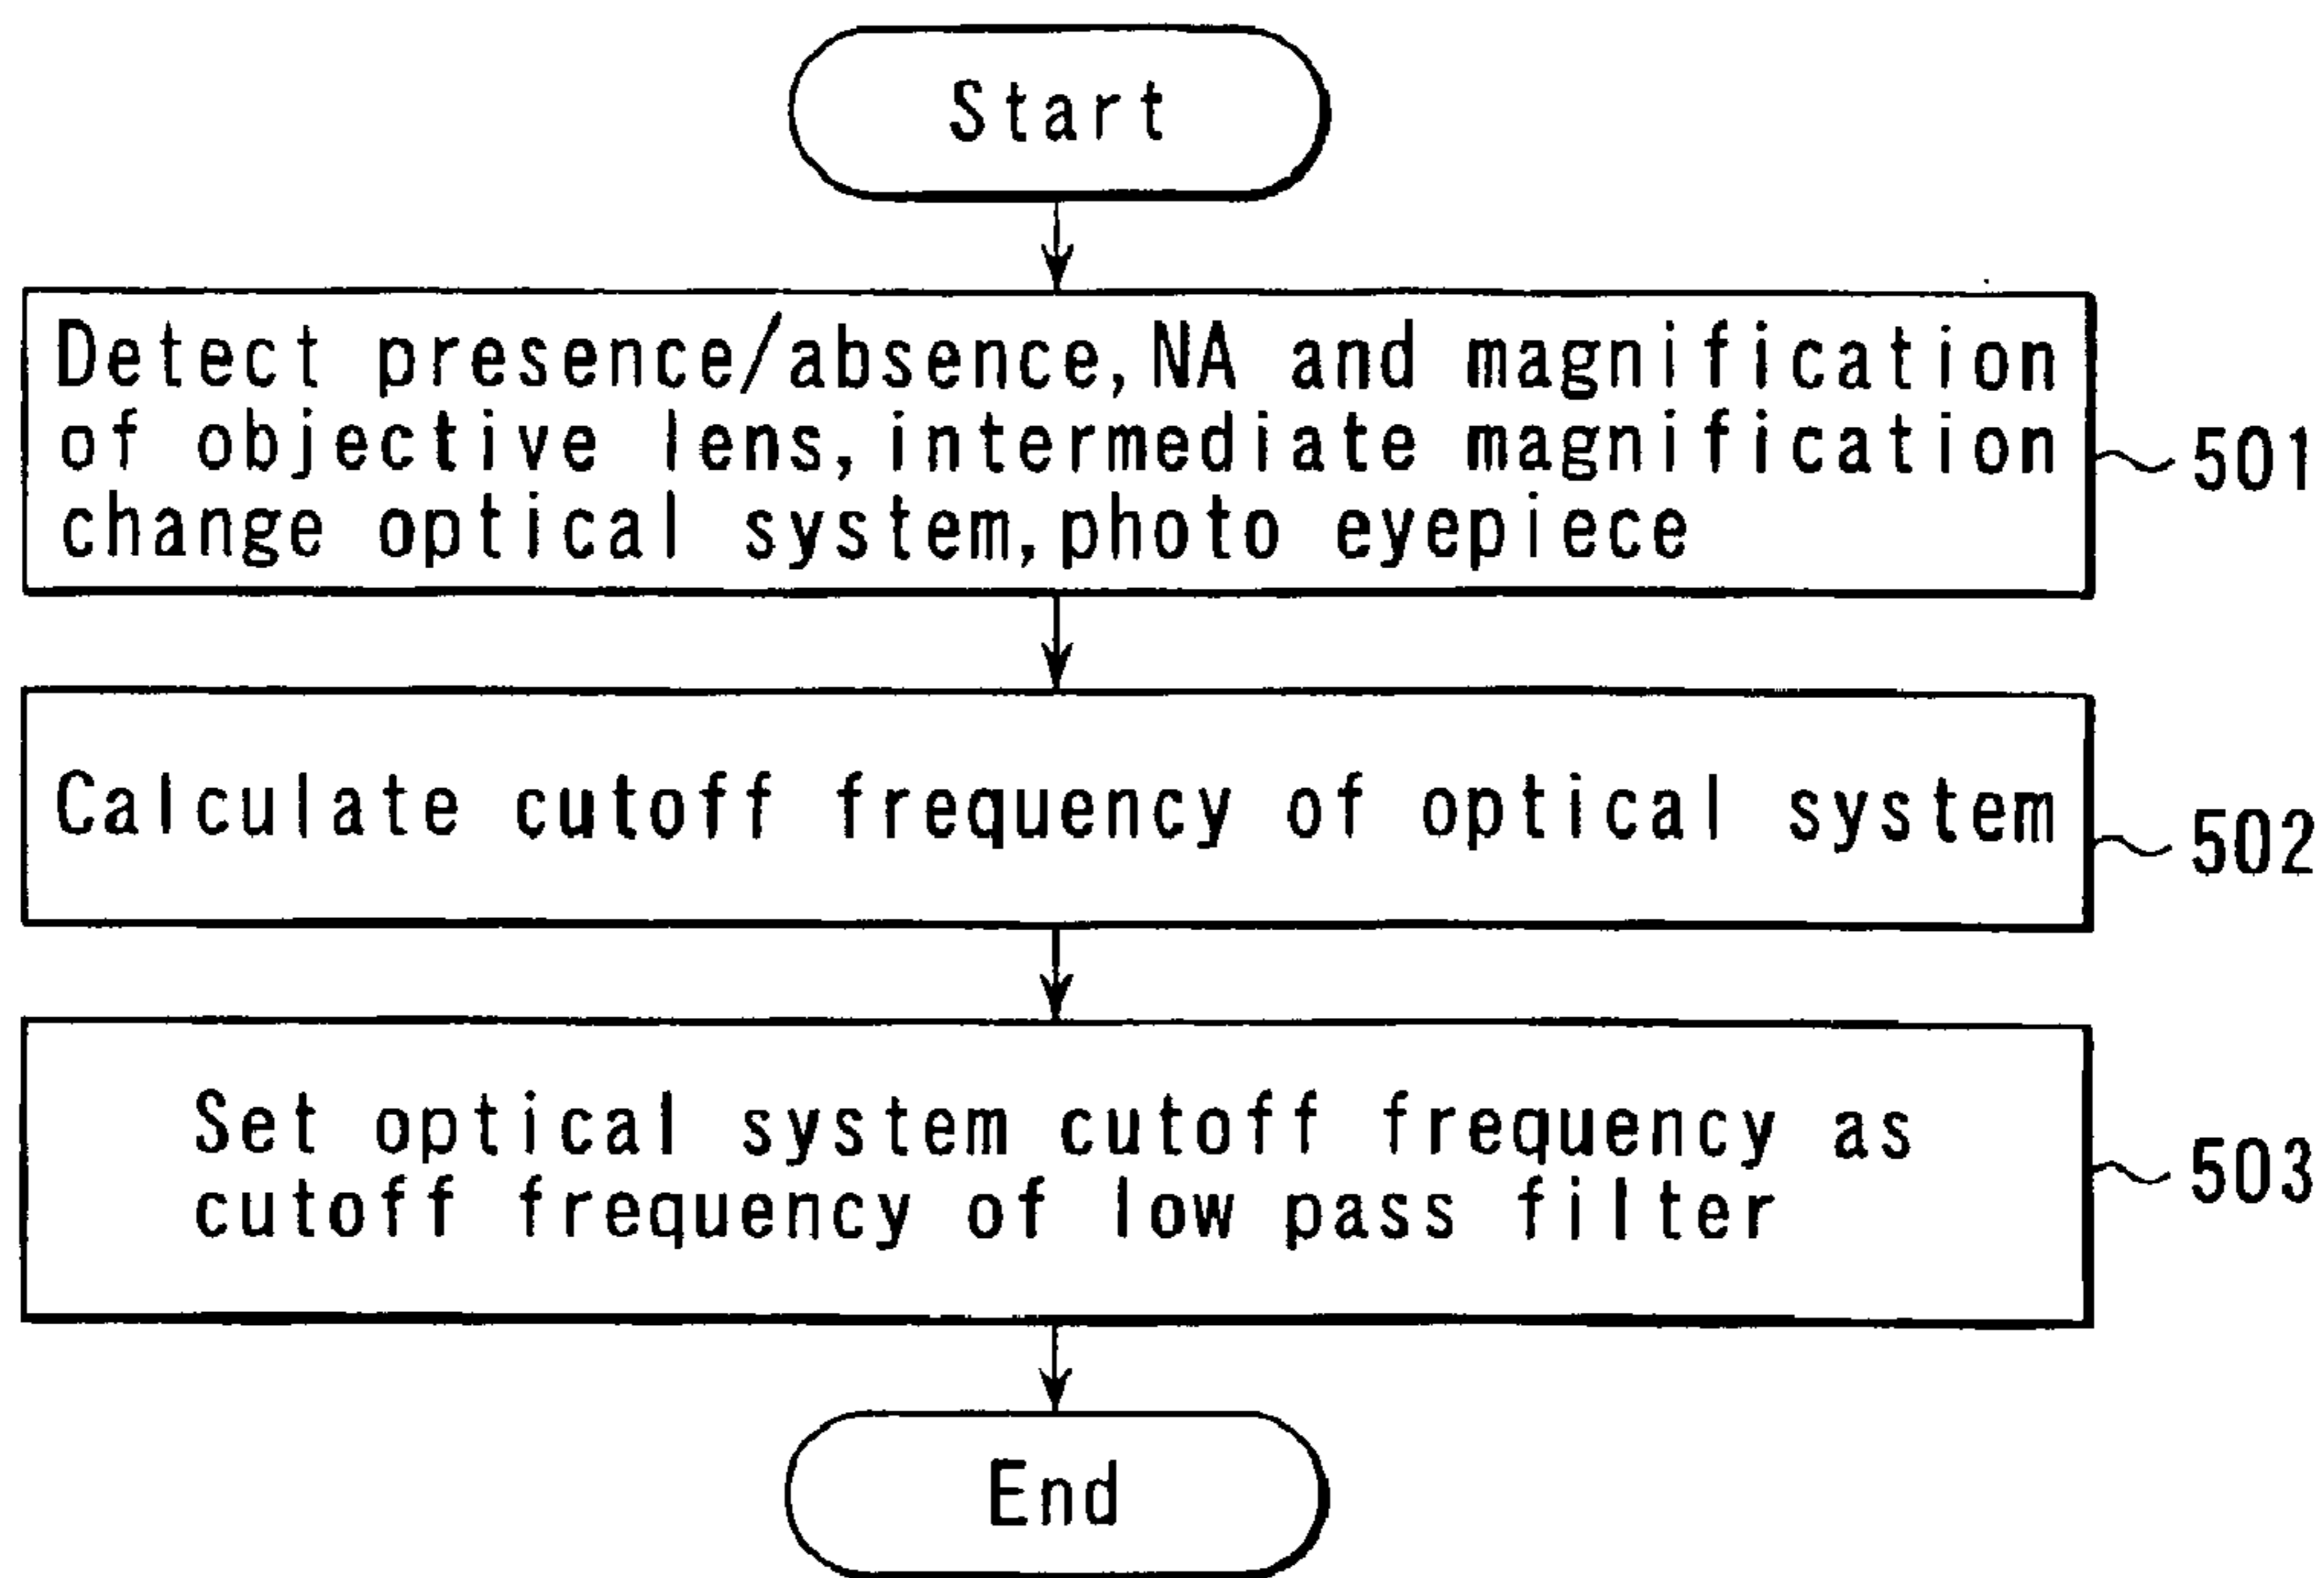 Start
Detect presence/absence, NA and magnification
of objective lens, intermediate magnification
change optical system, photo eyepiece
501
Calculate cutoff frequency of optical system
502
Set optical system cutoff frequency as
cutoff frequency of low pass filter
503
End